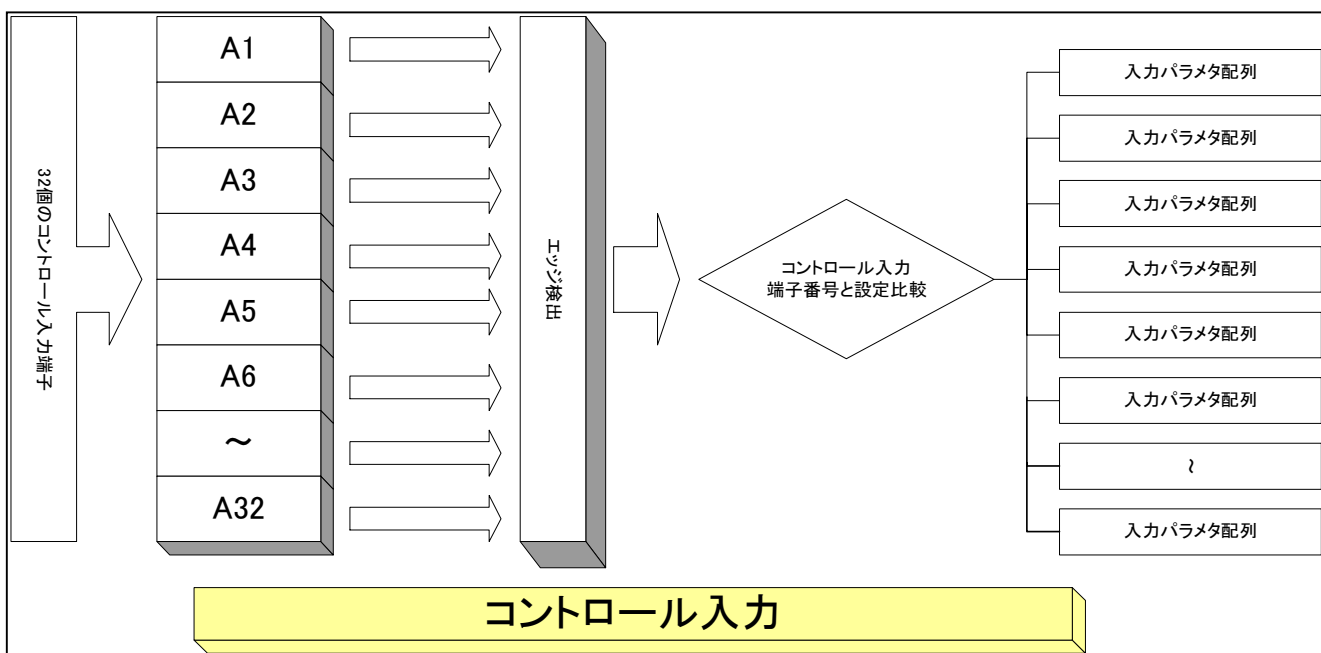 32個のコントロール入力端子
A1
A2
A3
A4
A5
A6
～
A32
エッジ検出
コントロール入力
端子番号と設定比較
入力パラメタ配列
入力パラメタ配列
入力パラメタ配列
入力パラメタ配列
入力パラメタ配列
入力パラメタ配列
～
入力パラメタ配列
コントロール入力